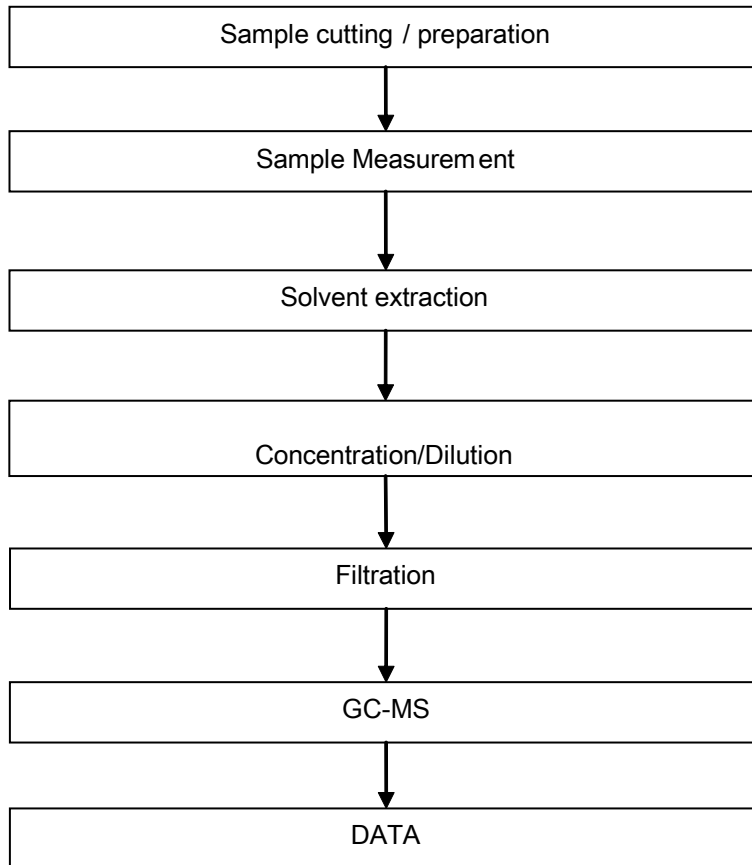 Sample cutting / preparation
Sample Measurement
Solvent extraction
Concentration/Dilution
Filtration
GC-MS
DATA